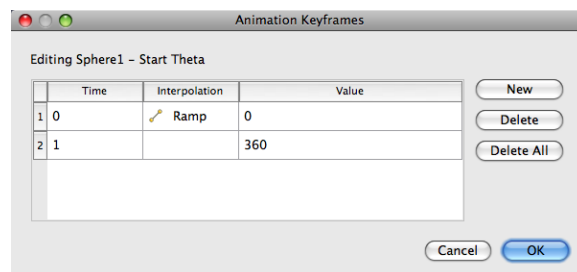 Animation Keyframes
Editing Sphere1 – Start Theta
Time Interpolation Value
1 0 Ramp 0
2 1 360
New
Delete
Delete All
Cancel OK